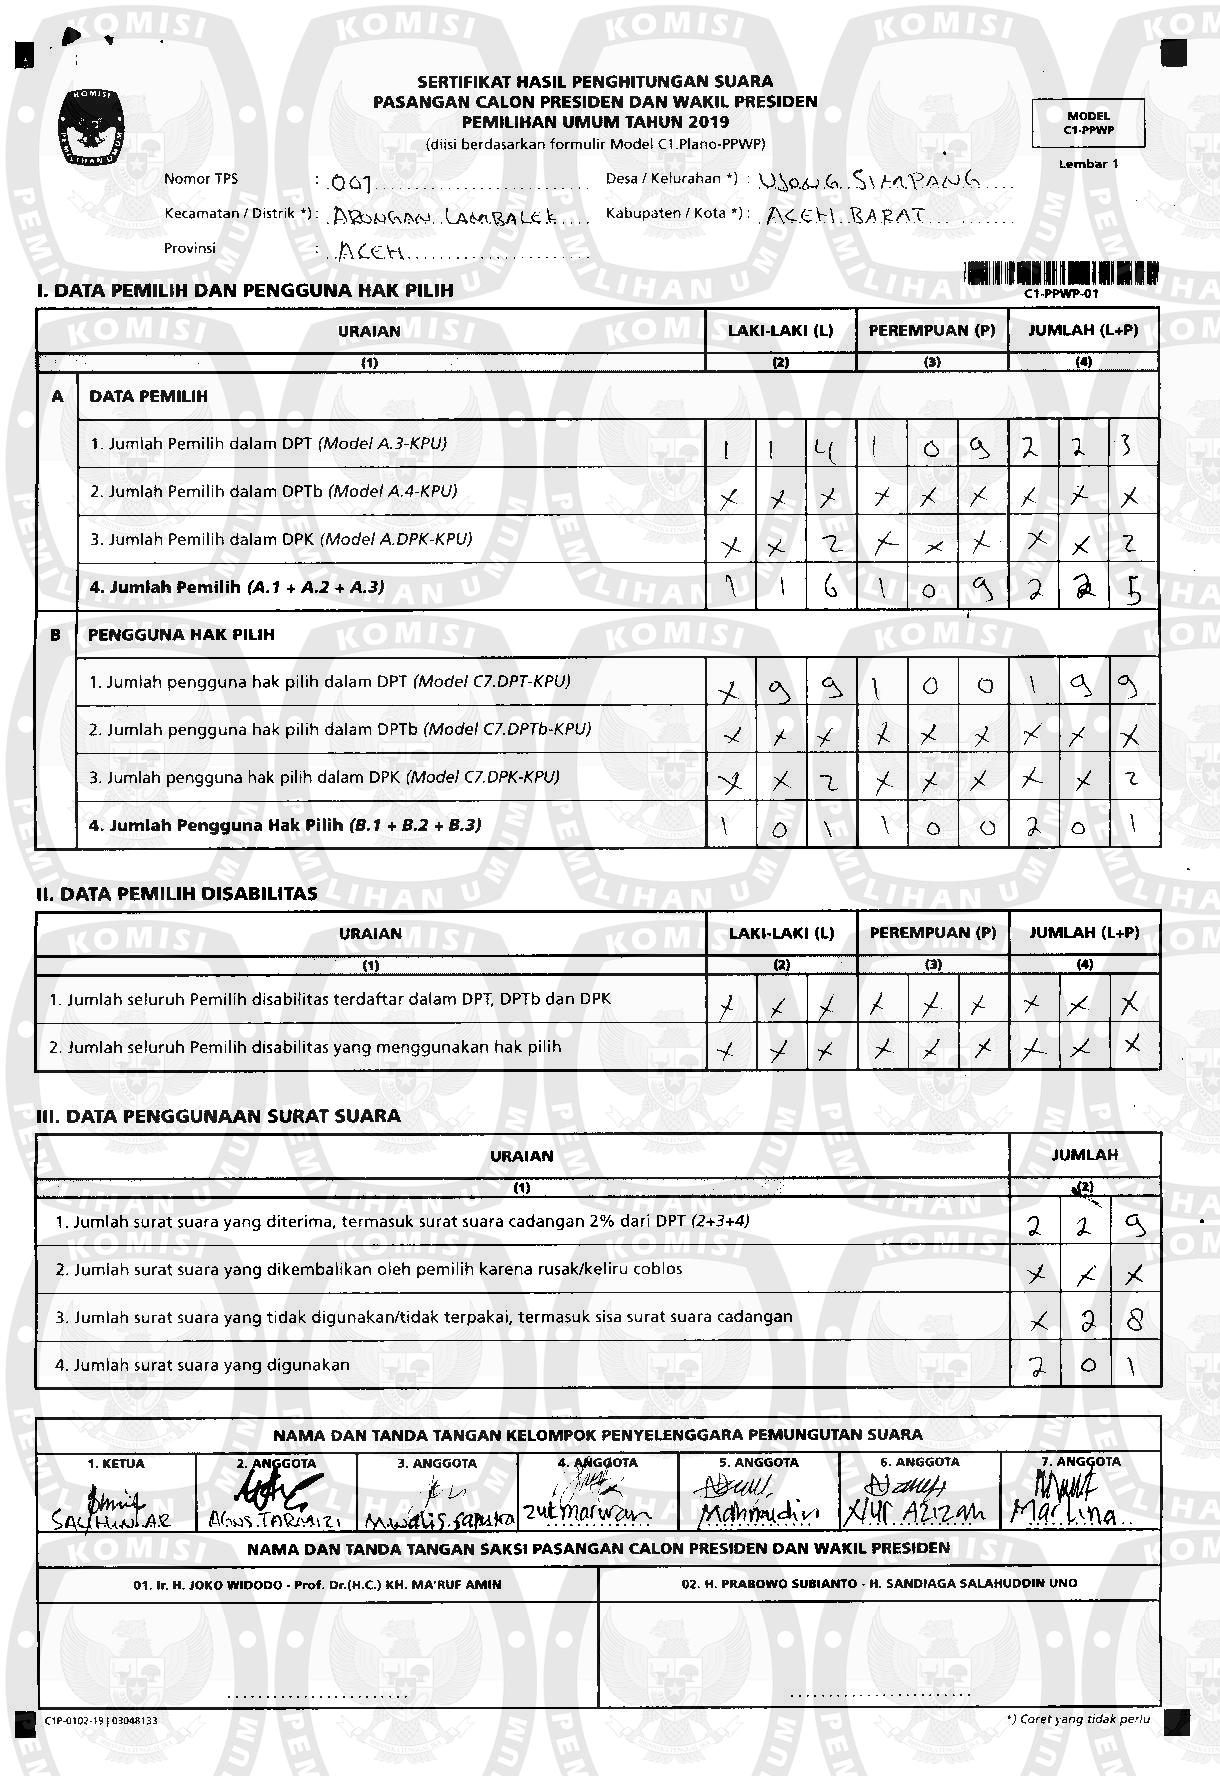 SERTIFIKAT HASIL PENGHITUNGAN SUARA
PASANGAN CALON PRESIDEN DAN WAKIL PRESIDEN
PEMILIHAN UMUM TAHUN 2019
(diisi berdasarkan formulir Model C1.Plano-PPWP)
MODEL
C1-PPWP
Lembar 1
Nomor TPS : 001 Desa / Kelurahan *) : UJONG SIMPANG
Kecamatan / Distrik *) : ARONGAN LAMBALEK Kabupaten / Kota *) : ACEH BARAT
Provinsi : ACEH
C1-PPWP-01
I. DATA PEMILIH DAN PENGGUNA HAK PILIH
URAIAN LAKI-LAKI (L) PEREMPUAN (P) JUMLAH (L+P)
(1) (2) (3) (4)
A DATA PEMILIH
1. Jumlah Pemilih dalam DPT (Model A.3-KPU) 1 1 4 1 0 9 2 2 3
2. Jumlah Pemilih dalam DPTb (Model A.4-KPU) X X X X X X X X X
3. Jumlah Pemilih dalam DPK (Model A.DPK-KPU) X X 2 X X X X X 2
4. Jumlah Pemilih (A.1 + A.2 + A.3) 1 1 6 1 0 9 2 2 5
B PENGGUNA HAK PILIH
1. Jumlah pengguna hak pilih dalam DPT (Model C7.DPT-KPU) X 9 9 1 0 0 1 9 9
2. Jumlah pengguna hak pilih dalam DPTb (Model C7.DPTb-KPU) X X X X X X X X X
3. Jumlah pengguna hak pilih dalam DPK (Model C7.DPK-KPU) X X 2 X X X X X 2
4. Jumlah Pengguna Hak Pilih (B.1 + B.2 + B.3) 1 0 1 1 0 0 2 0 1
II. DATA PEMILIH DISABILITAS
URAIAN LAKI-LAKI (L) PEREMPUAN (P) JUMLAH (L+P)
(1) (2) (3) (4)
1. Jumlah seluruh Pemilih disabilitas terdaftar dalam DPT, DPTb dan DPK X X X X X X X X X
2. Jumlah seluruh Pemilih disabilitas yang menggunakan hak pilih X X X X X X X X X
III. DATA PENGGUNAAN SURAT SUARA
URAIAN JUMLAH
(1) (2)
1. Jumlah surat suara yang diterima, termasuk surat suara cadangan 2% dari DPT (2+3+4) 2 2 9
2. Jumlah surat suara yang dikembalikan oleh pemilih karena rusak/keliru coblos X X X
3. Jumlah surat suara yang tidak digunakan/tidak terpakai, termasuk sisa surat suara cadangan X 2 8
4. Jumlah surat suara yang digunakan 2 0 1
NAMA DAN TANDA TANGAN KELOMPOK PENYELENGGARA PEMUNGUTAN SUARA
1. KETUA 2. ANGGOTA 3. ANGGOTA 4. ANGGOTA 5. ANGGOTA 6. ANGGOTA 7. ANGGOTA
AGUS TARMIZI zulmarwan Mahmudin NUR AZIZAH Marlina
NAMA DAN TANDA TANGAN SAKSI PASANGAN CALON PRESIDEN DAN WAKIL PRESIDEN
01. Ir. H. JOKO WIDODO - Prof. Dr.(H.C.) KH. MA'RUF AMIN 02. H. PRABOWO SUBIANTO - H. SANDIAGA SALAHUDDIN UNO
C1P-0102-19 | 03048133 *) Coret yang tidak perlu